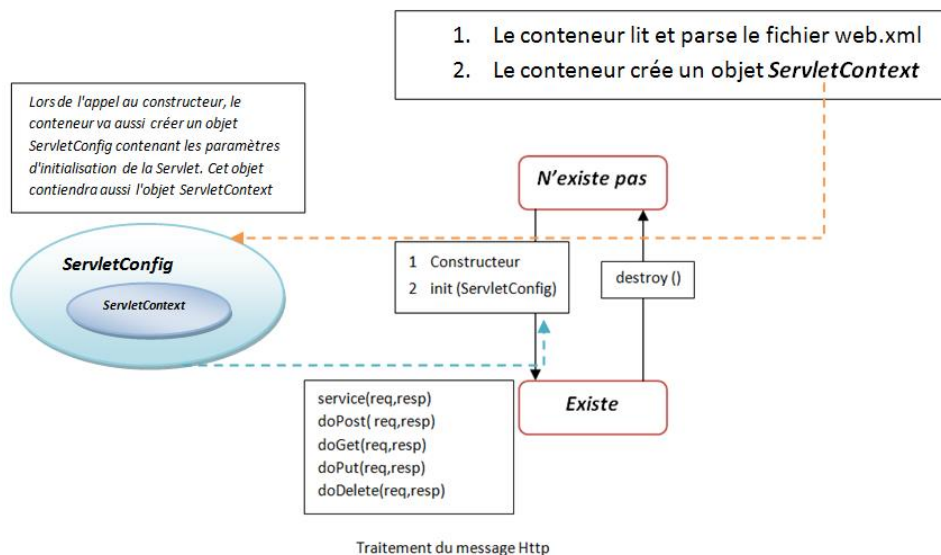 1. Le conteneur lit et parse le fichier web.xml
2. Le conteneur crée un objet ServletContext
Lors de l'appel au constructeur, le
conteneur va aussi créer un objet
ServletConfig contenant les paramètres
d'initialisation de la Servlet. Cet objet
contiendra aussi l'objet ServletContext
N'existe pas
ServletConfig
ServletContext
1 Constructeur
2 init (ServletConfig)
destroy ()
service(req,resp)
doPost( req,resp)
doGet(req,resp)
doPut(req,resp)
doDelete(req,resp)
Existe
Traitement du message Http